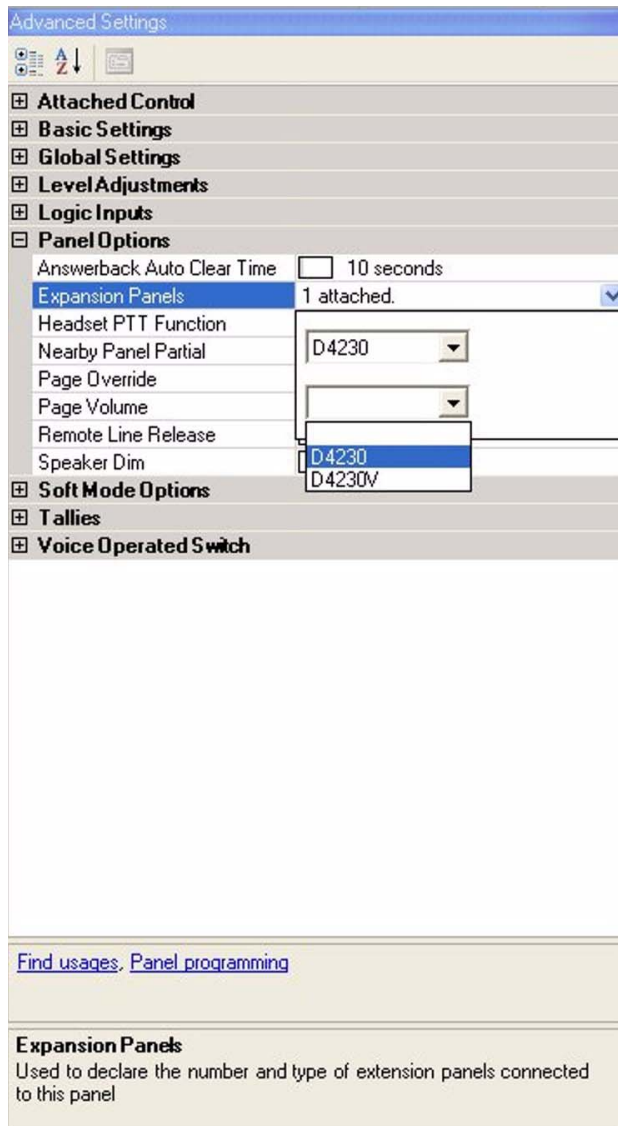 Advanced Settings
Attached Control
Basic Settings
Global Settings
Level Adjustments
Logic Inputs
Panel Options
Answerback Auto Clear Time 10 seconds
Expansion Panels 1 attached.
Headset PTT Function
Nearby Panel Partial D4230
Page Override
Page Volume
Remote Line Release
Speaker Dim D4230
D4230V
Soft Mode Options
Tallies
Voice Operated Switch
Find usages, Panel programming
Expansion Panels
Used to declare the number and type of extension panels connected
to this panel